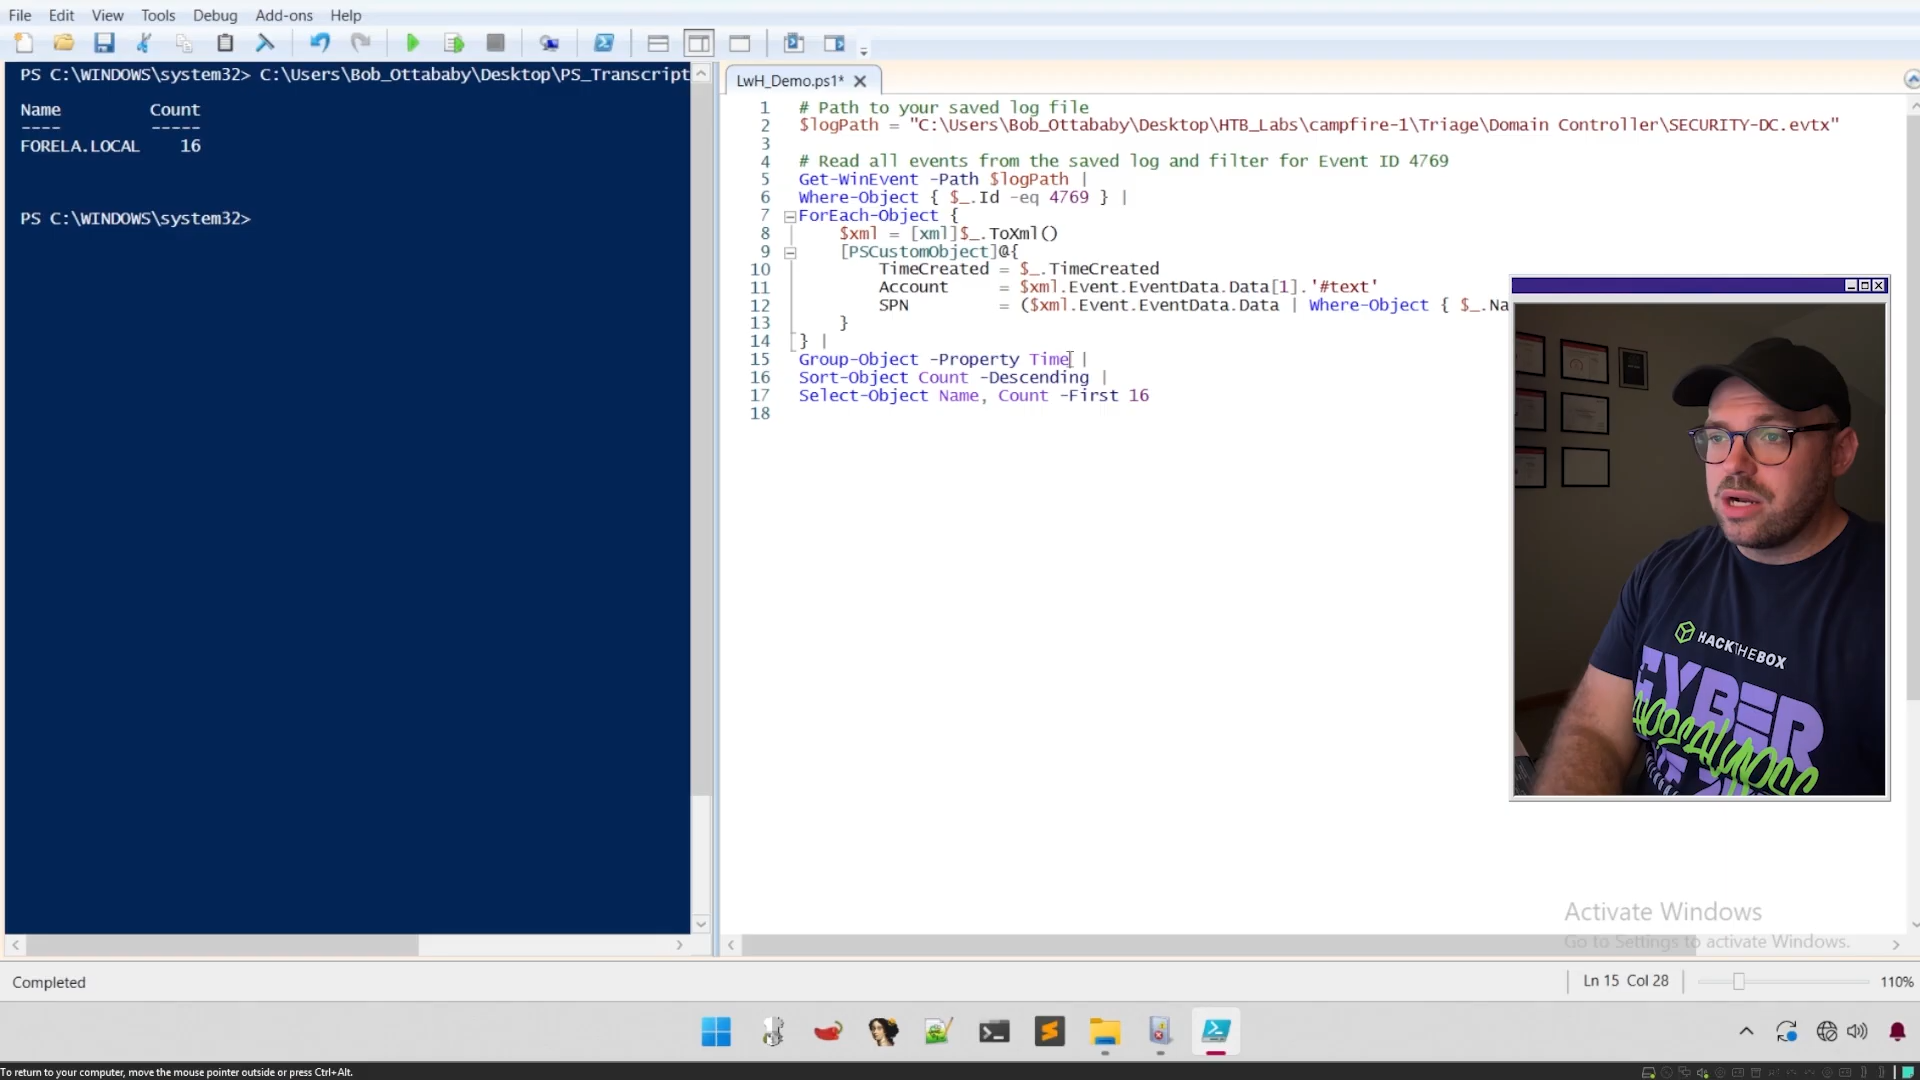 File Edit View Tools Debug Add-ons Help
PS C:\WINDOWS\system32> C:\Users\Bob_Ottababy\Desktop\PS_Transcript
Name Count
---- -----
FORELA.LOCAL 16
PS C:\WINDOWS\system32>
LwH_Demo.ps1*
1 # Path to your saved log file
2 $logPath = "C:\Users\Bob_Ottababy\Desktop\HTB_Labs\campfire-1\Triage\Domain Controller\SECURITY-DC.evtx"
3
4 # Read all events from the saved log and filter for Event ID 4769
5 Get-WinEvent -Path $logPath |
6 Where-Object { $_.Id -eq 4769 } |
7 ForEach-Object {
8 $xml = [xml]$_.ToXml()
9 [PSCustomObject]@{
10 TimeCreated = $_.TimeCreated
11 Account = $xml.Event.EventData.Data[1].'#text'
12 SPN = ($xml.Event.EventData.Data | Where-Object { $_.Na
13 }
14 } |
15 Group-Object -Property Time |
16 Sort-Object Count -Descending |
17 Select-Object Name, Count -First 16
18
HACKTHEBOX
CYBER
APOCALYPSE
Activate Windows
Go to Settings to activate Windows.
Completed
Ln 15 Col 28
110%
To return to your computer, move the mouse pointer outside or press Ctrl+Alt.